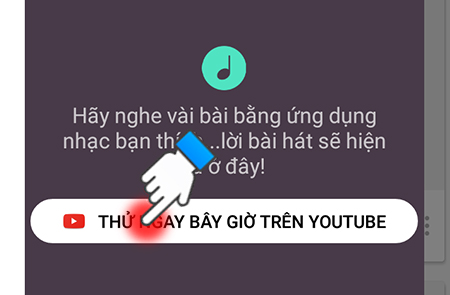 Hãy nghe vài bài bằng ứng dụng
nhạc bạn ..lời bài hát sẽ hiện
ở đây!
THỬ NGAY BÂY GIỜ TRÊN YOUTUBE